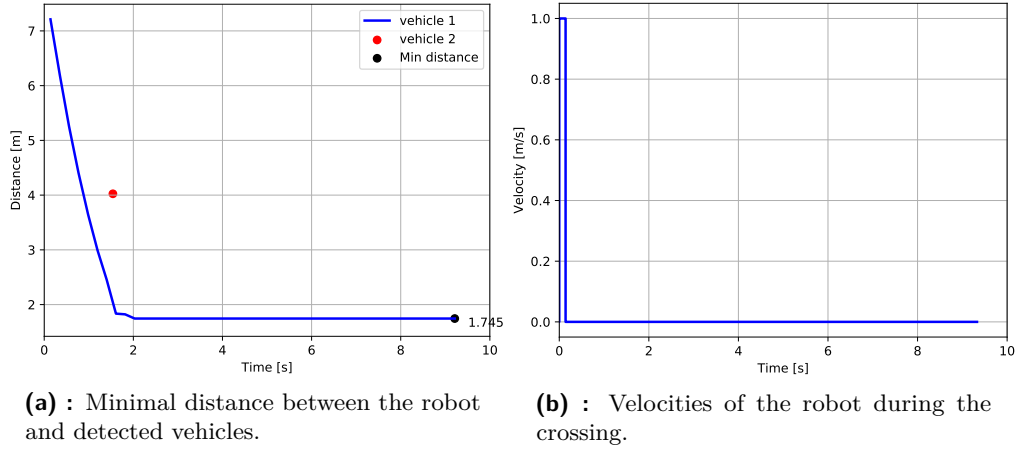 7
6
5
4
3
2
Distance [m]
0
2
4
6
8
10
Time [s]
vehicle 1
vehicle 2
Min distance
1.745
1.0
0.8
0.6
0.4
0.2
0.0
Velocity [m/s]
0
2
4
6
8
10
Time [s]
(a) : Minimal distance between the robot
and detected vehicles.
(b) : Velocities of the robot during the
crossing.